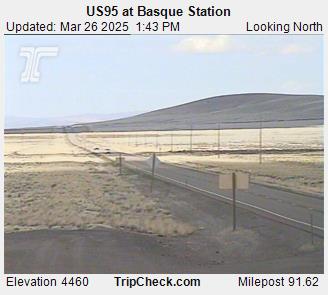 US95 at Basque Station
Updated: Mar 26 2025 1:43 PM Looking North
Elevation 4460 TripCheck.com Milepost 91.62